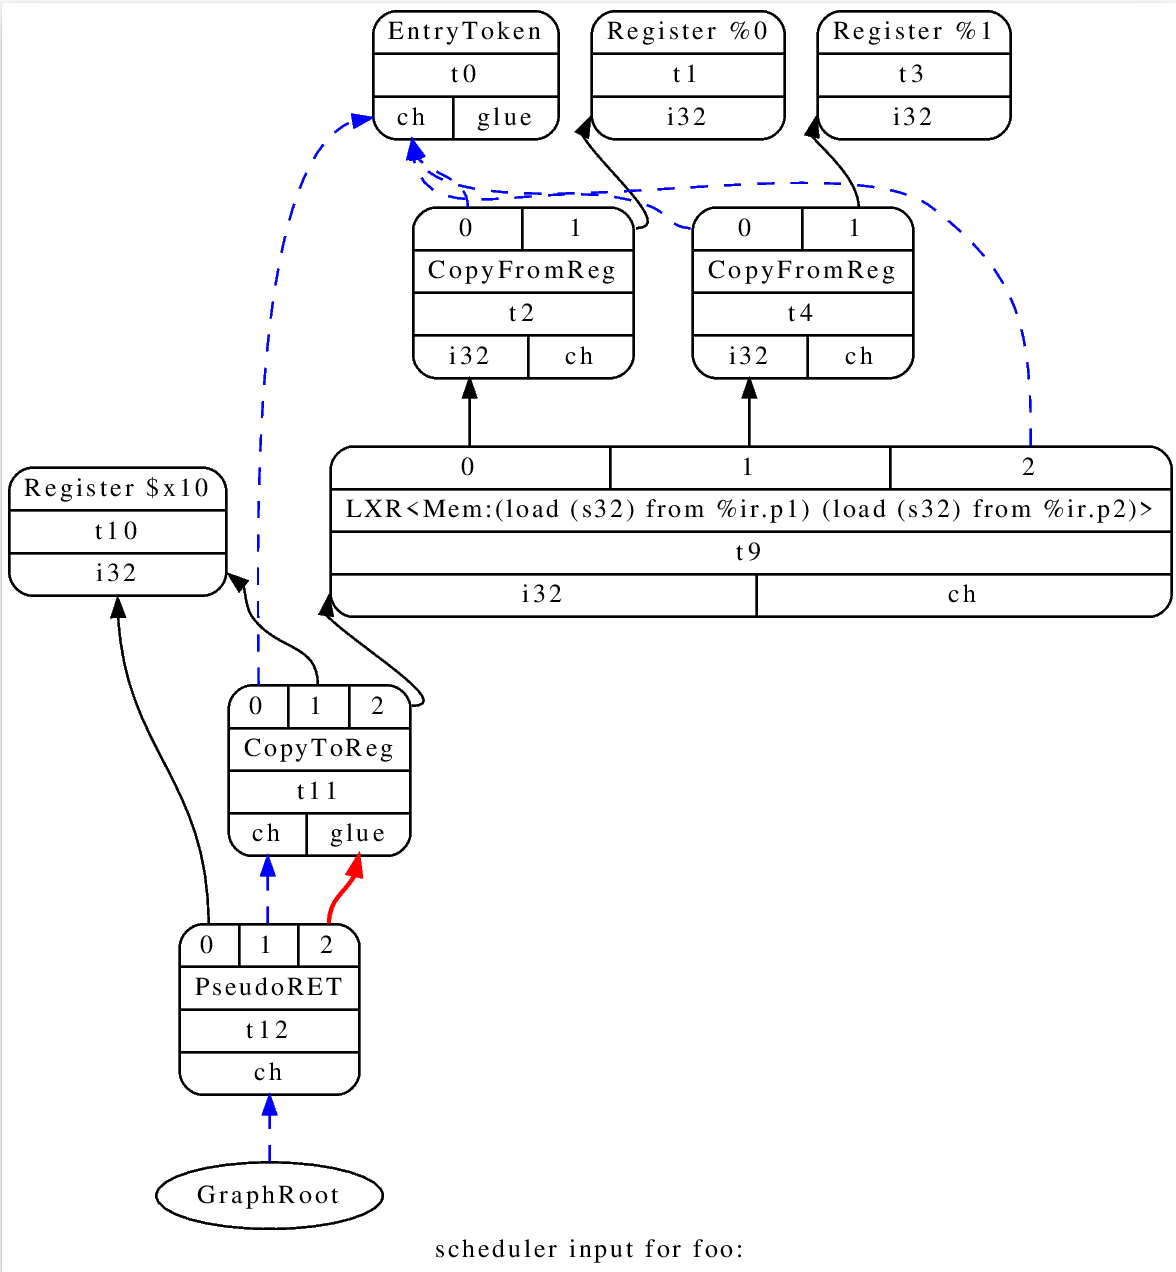 EntryToken
t0
ch glue
Register %0
t1
i32
Register %1
t3
i32
0 1
CopyFromReg
t2
i32 ch
0 1
CopyFromReg
t4
i32 ch
0 1 2
LXR<Mem:(load (s32) from %ir.p1) (load (s32) from %ir.p2)>
t9
i32 ch
Register $x10
t10
i32
0 1 2
CopyToReg
t11
ch glue
0 1 2
PseudoRET
t12
ch
GraphRoot
scheduler input for foo: